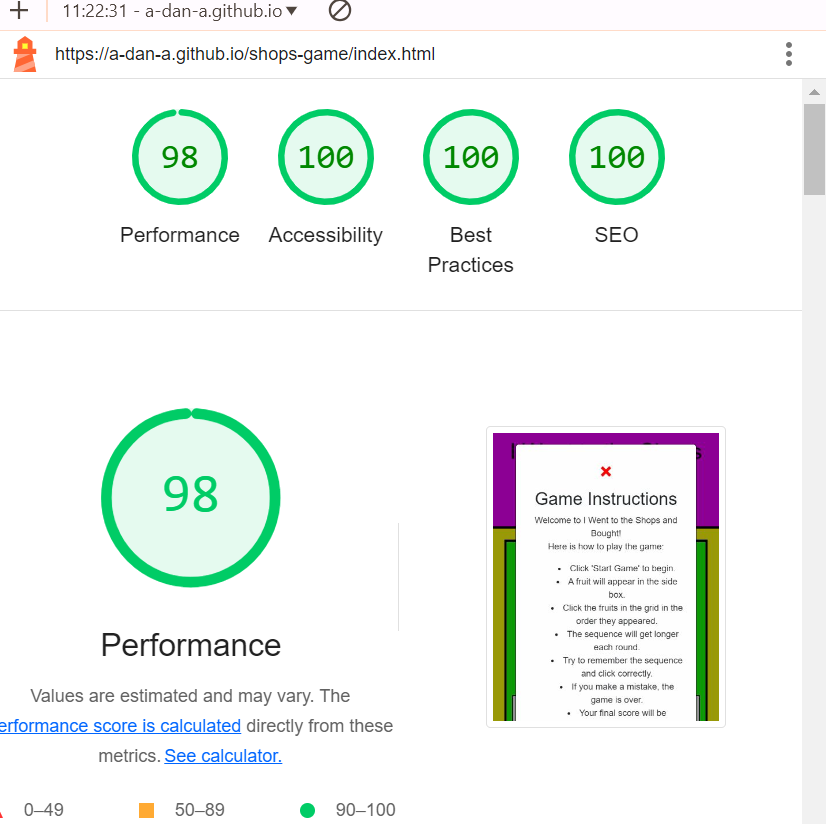 11:22:31 - a-dan-a.github.io
https://a-dan-a.github.io/shops-game/index.html
98 100 100 100
Performance Accessibility Best Practices SEO
98
Performance
Values are estimated and may vary. The
erformance score is calculated directly from these
metrics. See calculator.
0–49 50–89 90–100
Game Instructions
Welcome to I Went to the Shops and
Bought!
Here is how to play the game:
• Click 'Start Game' to begin.
• A fruit will appear in the side
box.
• Click the fruits in the grid in the
order they appeared.
• The sequence will get longer
each round.
• Try to remember the sequence
and click correctly.
• If you make a mistake, the
game is over.
• Your final score will be